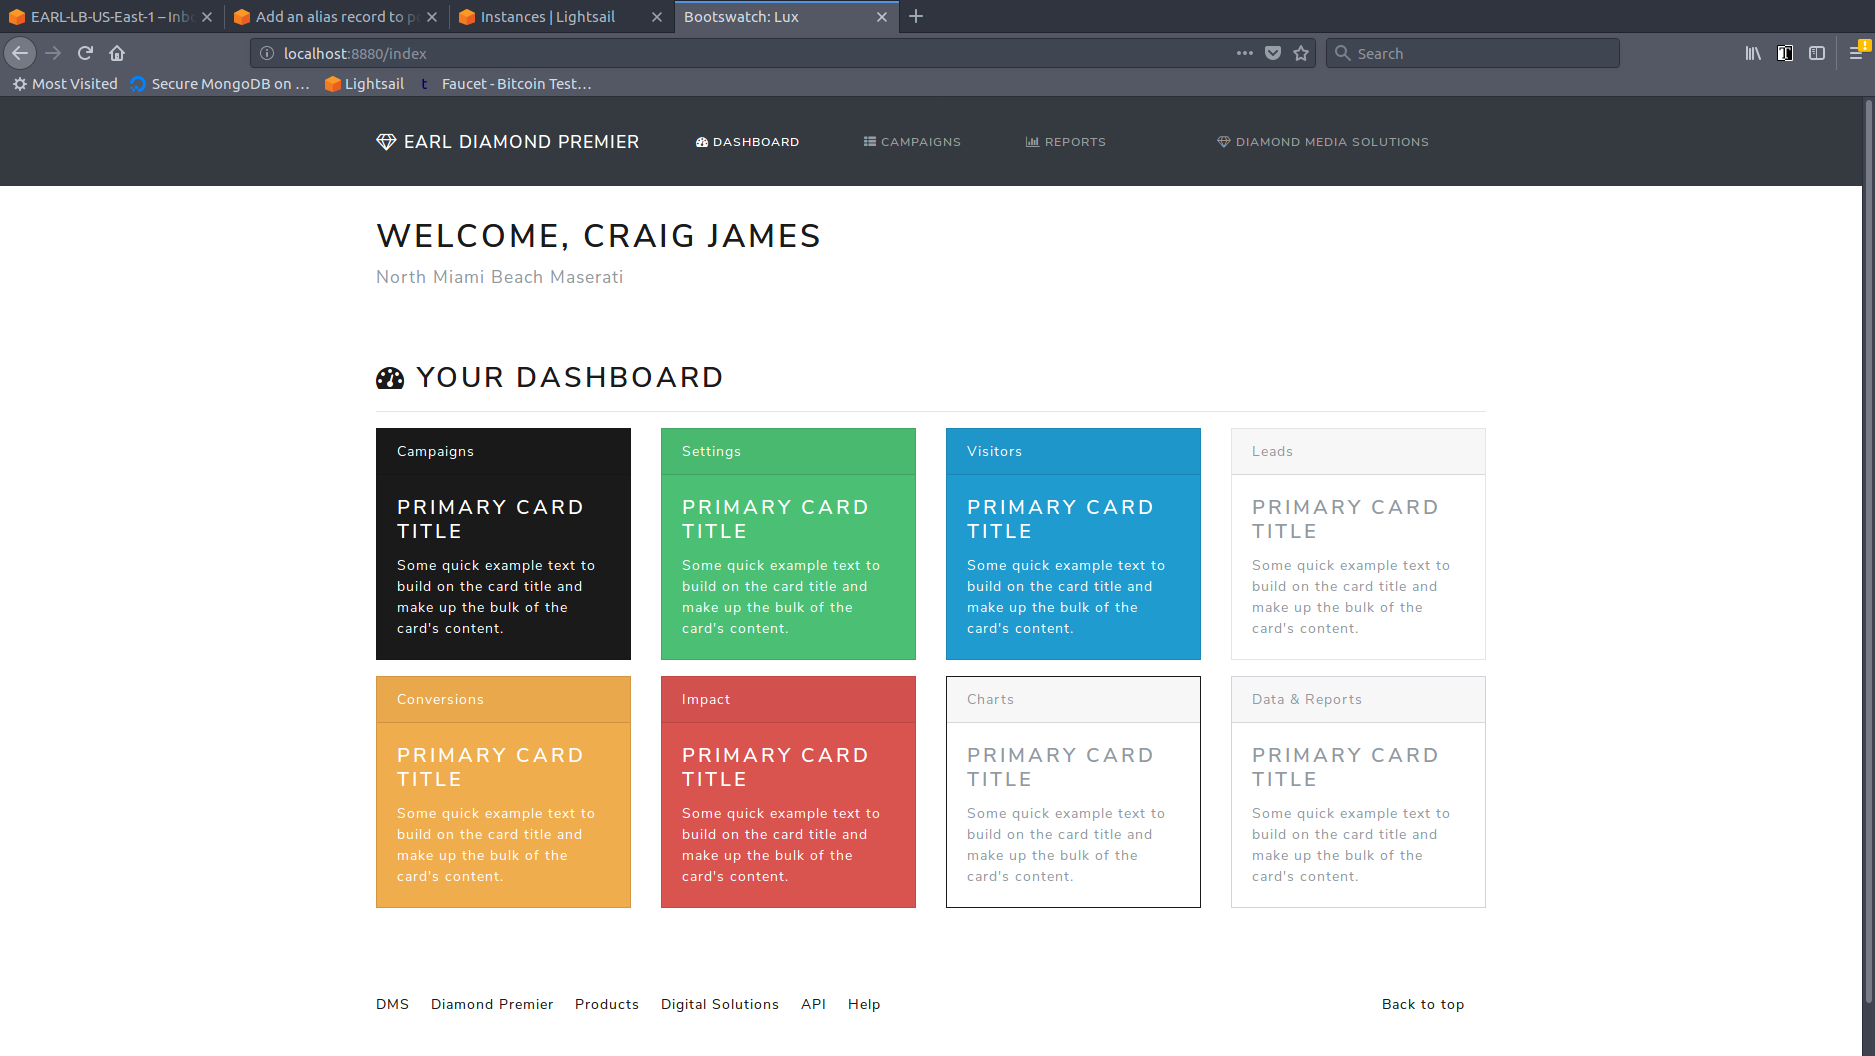 EARL-LB-US-East-1 – Inb
Add an alias record to p
Instances | Lightsail
Bootswatch: Lux
localhost:8880/index
Search
Most Visited
Secure MongoDB on …
Lightsail
t Faucet - Bitcoin Test…
EARL DIAMOND PREMIER
DASHBOARD
CAMPAIGNS
REPORTS
DIAMOND MEDIA SOLUTIONS
WELCOME, CRAIG JAMES
North Miami Beach Maserati
YOUR DASHBOARD
Campaigns
PRIMARY CARD
TITLE
Some quick example text to
build on the card title and
make up the bulk of the
card's content.
Settings
PRIMARY CARD
TITLE
Some quick example text to
build on the card title and
make up the bulk of the
card's content.
Visitors
PRIMARY CARD
TITLE
Some quick example text to
build on the card title and
make up the bulk of the
card's content.
Leads
PRIMARY CARD
TITLE
Some quick example text to
build on the card title and
make up the bulk of the
card's content.
Conversions
PRIMARY CARD
TITLE
Some quick example text to
build on the card title and
make up the bulk of the
card's content.
Impact
PRIMARY CARD
TITLE
Some quick example text to
build on the card title and
make up the bulk of the
card's content.
Charts
PRIMARY CARD
TITLE
Some quick example text to
build on the card title and
make up the bulk of the
card's content.
Data & Reports
PRIMARY CARD
TITLE
Some quick example text to
build on the card title and
make up the bulk of the
card's content.
DMS
Diamond Premier
Products
Digital Solutions
API
Help
Back to top